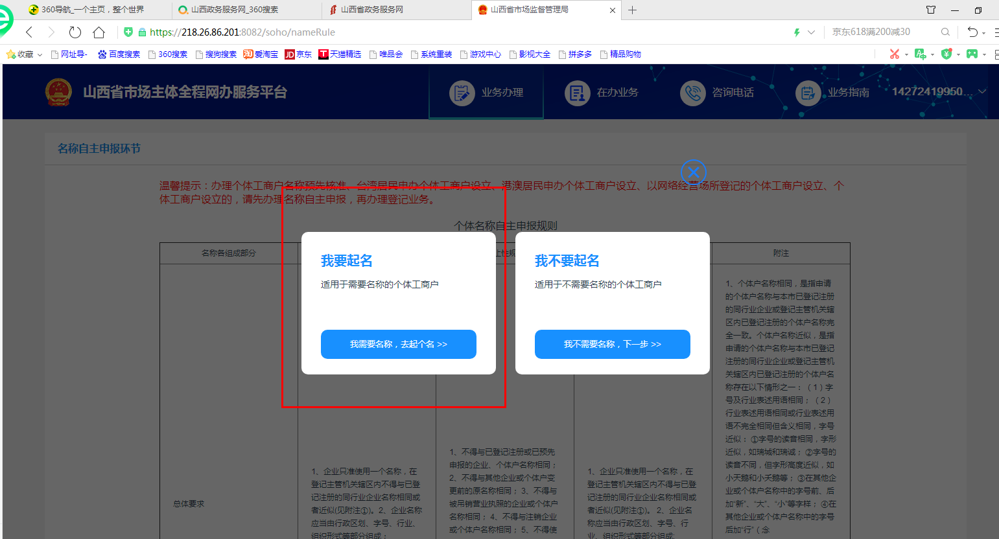 360导航_一个主页，整个世界
山西政务服务网_360搜索
山西省政务服务网
山西省市场监督管理局
https://218.26.86.201:8082/soho/nameRule
京东618满200减30
收藏
网址导-
百度搜索
360搜索
搜狗搜索
爱淘宝
京东
天猫精选
唯品会
系统重装
游戏中心
影视大全
拼多多
精品购物
山西省市场主体全程网办服务平台
业务办理
在办业务
咨询电话
业务指南
14272419950...
名称自主申报环节
温馨提示：办理个体工商户名称预先核准、台湾居民申办个体工商户设立、港澳居民申办个体工商户设立、以网络经营场所登记的个体工商户设立、个
体工商户设立的，请先办理名称自主申报，再办理登记业务。
个体名称自主申报规则
名称各组成部分
止性规
附注
我要起名
适用于需要名称的个体工商户
我需要名称，去起个名 >>
我不要起名
适用于不需要名称的个体工商户
我不需要名称，下一步 >>
总体要求
1、企业只准使用一个名称，在
登记主管机关辖区内不得与已登
记注册的同行业企业名称相同或
者近似(见附注①)。2、企业名称
应当由行政区划、字号、行业、
组织形式等部分组成；
1、不得与已登记注册或已预先
申报的企业、个体户名称相同；
2、不得与其他企业或个体户变
更前的原名称相同； 3、不得与
被吊销营业执照的企业或个体户
名称相同； 4、不得与注销企业
或个体户名称相同； 5、不得使
1、企业只准使用一个名称，在
登记主管机关辖区内不得与已登
记注册的同行业企业名称相同或
者近似(见附注①)。 2、企业名
称应当由行政区划、字号、行
业、组织形式等部分组成;
1、个体户名称相同，是指申请
的个体户名称与本市已登记注册
的同行业企业或登记主管机关辖
区内已登记注册的个体户名称完
全一致。个体户名称近似，是指
申请的个体户名称与本市已登记
注册的同行业企业或登记主管机
关辖区内已登记注册的个体户名
称存在以下情形之一：（1）字
号及行业表述用语相同；（2）
行业表述用语相同或行业表述用
语不完全相同但含义相同，字号
近似： ①字号的读音相同，字形
近似，如瑞城和瑞诚； ②字号的
读音不同，但字形高度近似，如
小天鹅和小夭鹅等； ③在其他企
业或个体户名称中的字号前、后
加“新”、“大”、“小”等字样； ④在
其他企业或个体户名称中的字号
后加“行”（念